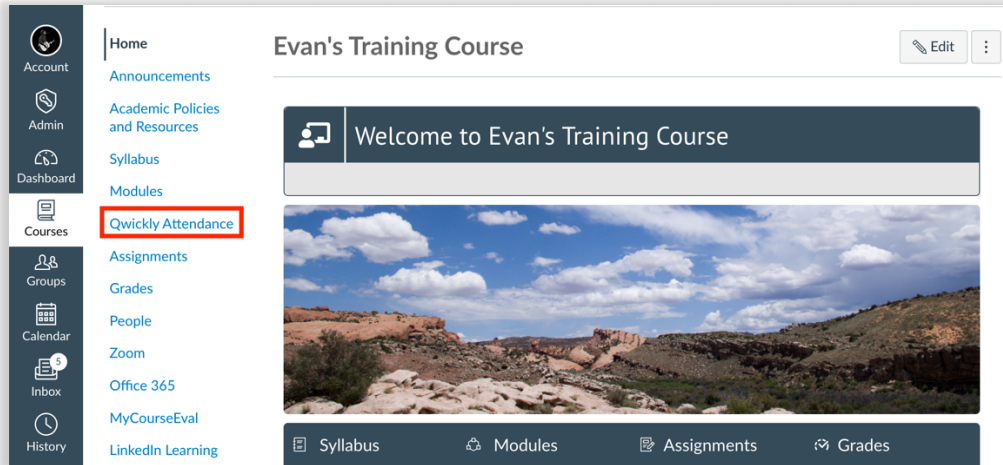 Account
Admin
Dashboard
Courses
Groups
Calendar
5
Inbox
History
Home
Announcements
Academic Policies
and Resources
Syllabus
Modules
Qwickly Attendance
Assignments
Grades
People
Zoom
Office 365
MyCourseEval
LinkedIn Learning
Evan's Training Course
Edit
Welcome to Evan's Training Course
Syllabus
Modules
Assignments
Grades